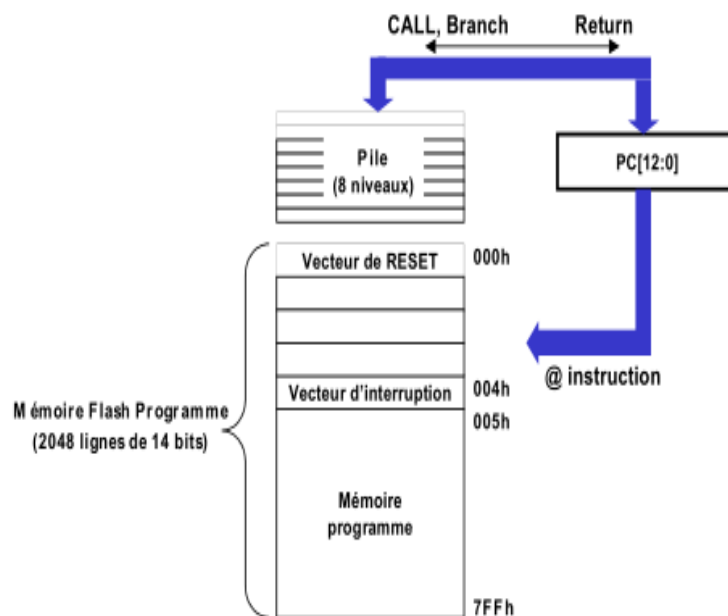 CALL, Branch Return
Pile
(8 niveaux)
PC[12:0]
Vecteur de RESET 000h
@ instruction
Vecteur d'interruption 004h
005h
Mémoire Flash Programme
(2048 lignes de 14 bits)
Mémoire
programme
7FFh